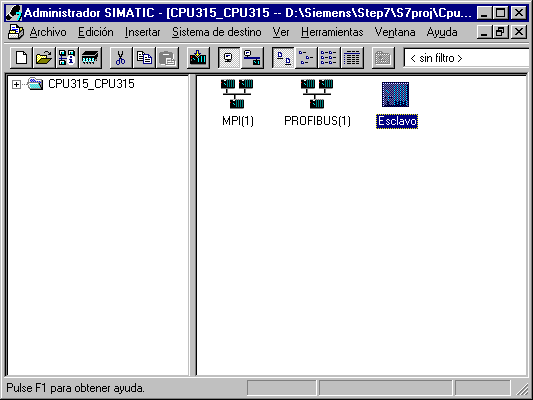 Administrador SIMATIC - [CPU315_CPU315 -- D:\Siemens\Step7\S7proj\Cpu...
Archivo Edición Insertar Sistema de destino Ver Herramientas Ventana Ayuda
< sin filtro >
CPU315_CPU315
MPI(1) PROFIBUS(1) Esclavo
Pulse F1 para obtener ayuda.